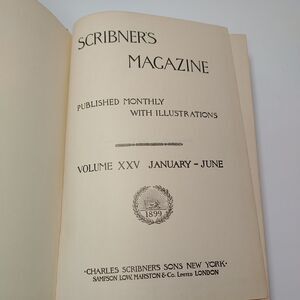 SCRIBNER'S
MAGAZINE
PUBLISHED MONTHLY
WITH ILLUSTRATIONS
VOLUME XXV JANUARY-JUNE
1899
·CHARLES SCRIBNER'S SONS NEW YORK·
SAMPSON LOW, MARSTON & Co. LIMITED LONDON